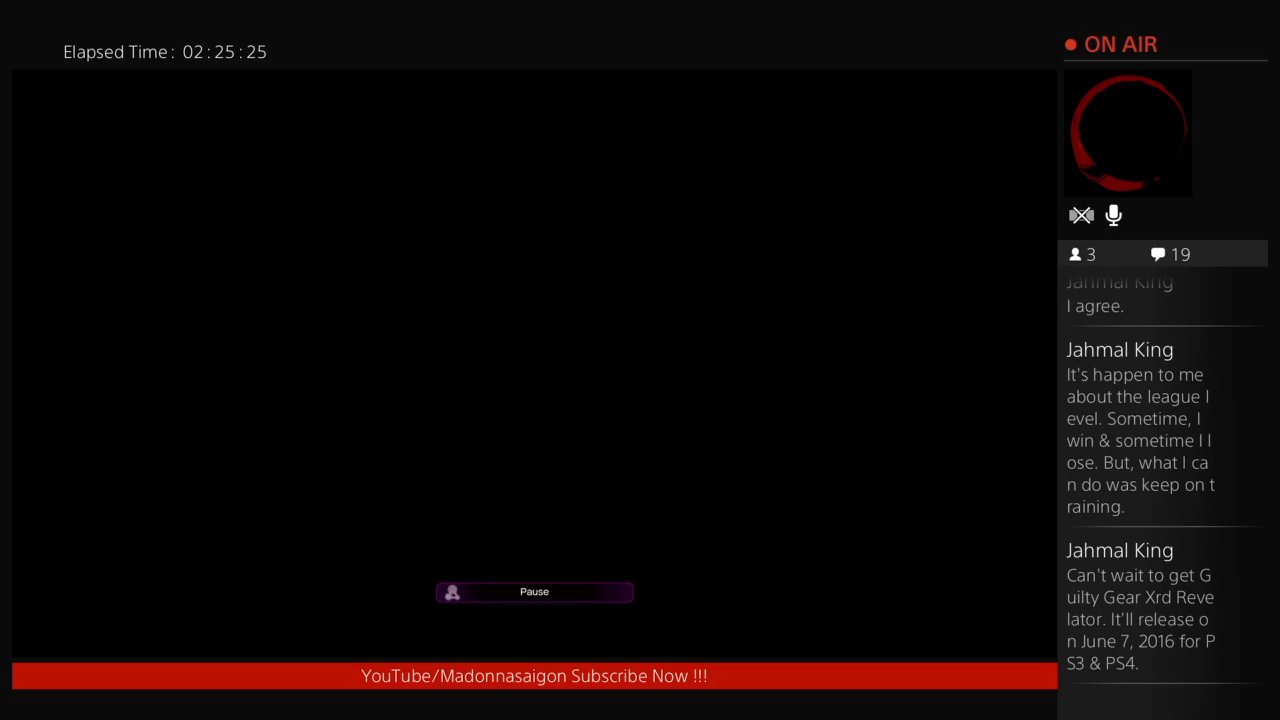 Elapsed Time: 02:25:25
ON AIR
3 19
Jahmal King
I agree.
Jahmal King
It's happen to me
about the league l
evel. Sometime, I
win & sometime I l
ose. But, what I ca
n do was keep on t
raining.
Jahmal King
Can't wait to get G
uilty Gear Xrd Reve
lator. It'll release o
n June 7, 2016 for P
S3 & PS4.
Pause
YouTube/Madonnasaigon Subscribe Now !!!